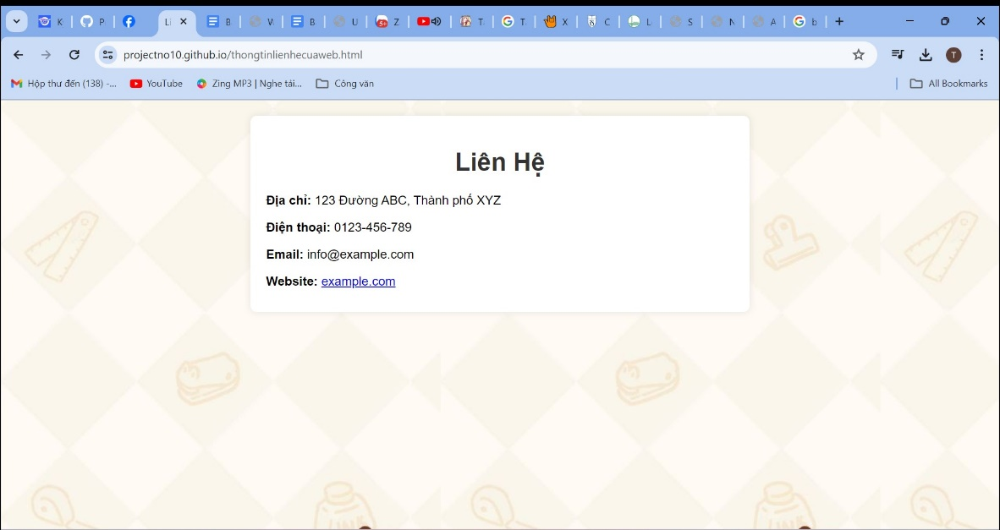 K
P
Li
B
V
B
U
Z
T
T
X
C
L
S
N
A
b
projectno10.github.io/thongtinlienhecuaweb.html
T
Hộp thư đến (138) -...
YouTube
Zing MP3 | Nghe tải...
Công văn
All Bookmarks
Liên Hệ
Địa chỉ: 123 Đường ABC, Thành phố XYZ
Điện thoại: 0123-456-789
Email: info@example.com
Website: example.com